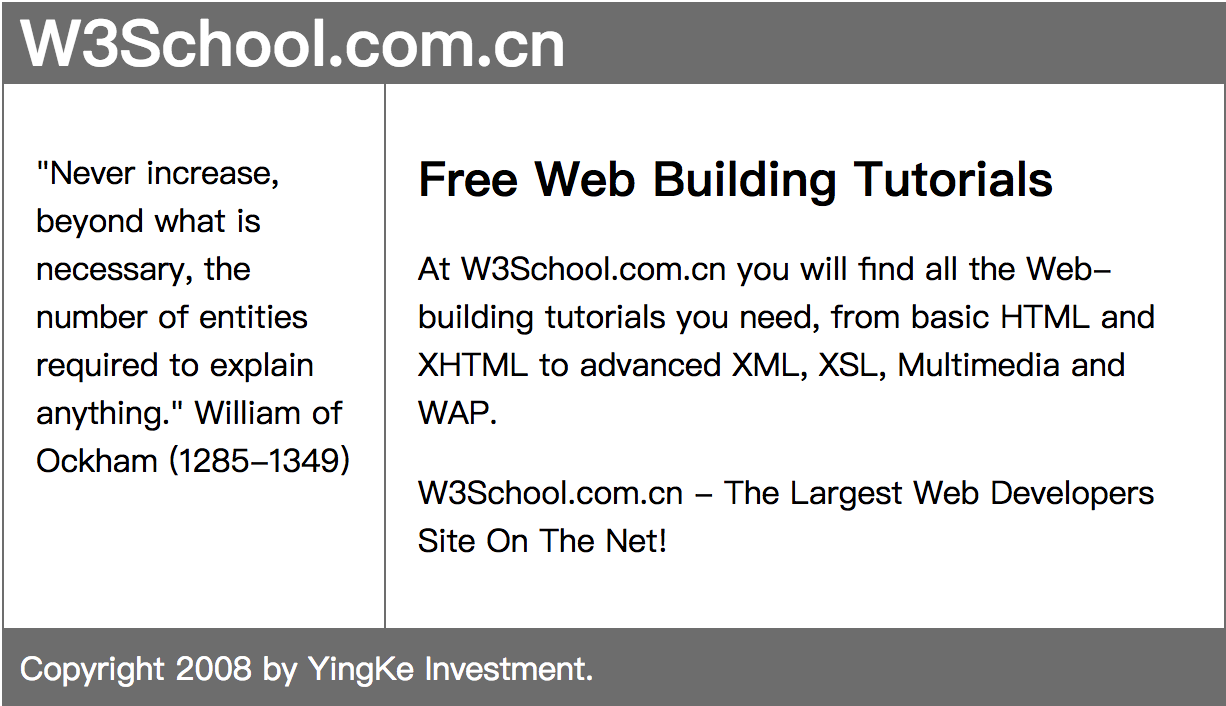 W3School.com.cn
"Never increase,
beyond what is
necessary, the
number of entities
required to explain
anything." William of
Ockham (1285–1349)
Free Web Building Tutorials
At W3School.com.cn you will find all the Web–
building tutorials you need, from basic HTML and
XHTML to advanced XML, XSL, Multimedia and
WAP.
W3School.com.cn – The Largest Web Developers
Site On The Net!
Copyright 2008 by YingKe Investment.